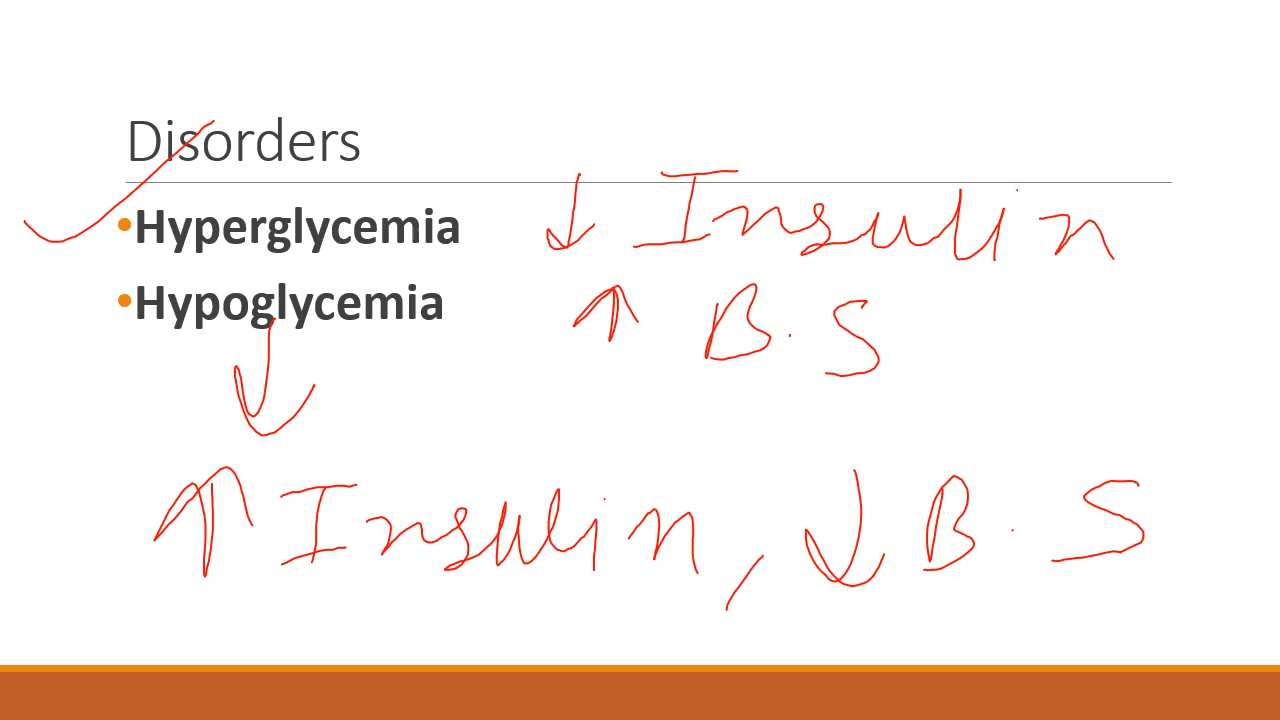 Disorders
•Hyperglycemia ↓ Insulin
•Hypoglycemia ↑ B.S
↓
↑ Insulin, ↓ B.S